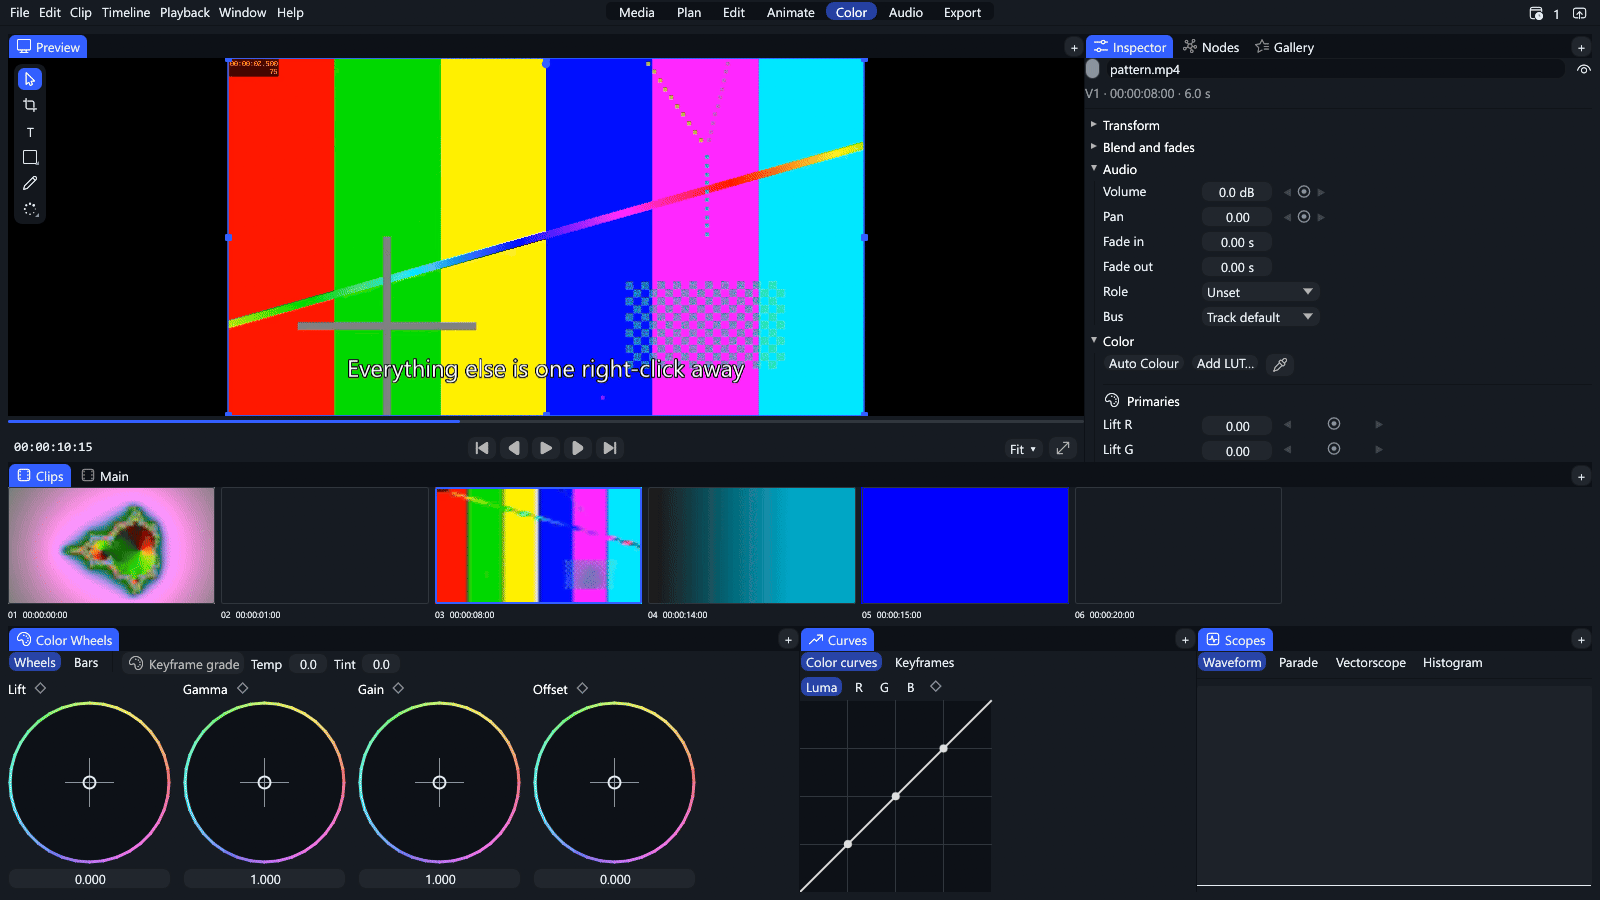 File Edit Clip Timeline Playback Window Help
Media Plan Edit Animate Color Audio Export
1
Preview
Inspector Nodes Gallery
00:00:02.500
75
pattern.mp4
V1 · 00:00:08:00 · 6.0 s
T
Transform
Blend and fades
Audio
Volume 0.0 dB
Pan 0.00
Fade in 0.00 s
Fade out 0.00 s
Role Unset
Bus Track default
Color
Auto Colour Add LUT...
Primaries
Lift R 0.00
Lift G 0.00
Everything else is one right-click away
00:00:10:15
Fit
Clips Main
01 00:00:00:00
02 00:00:01:00
03 00:00:08:00
04 00:00:14:00
05 00:00:15:00
06 00:00:20:00
Color Wheels
Wheels Bars Keyframe grade Temp 0.0 Tint 0.0
Lift Gamma Gain Offset
0.000 1.000 1.000 0.000
Curves
Color curves Keyframes
Luma R G B
Scopes
Waveform Parade Vectorscope Histogram